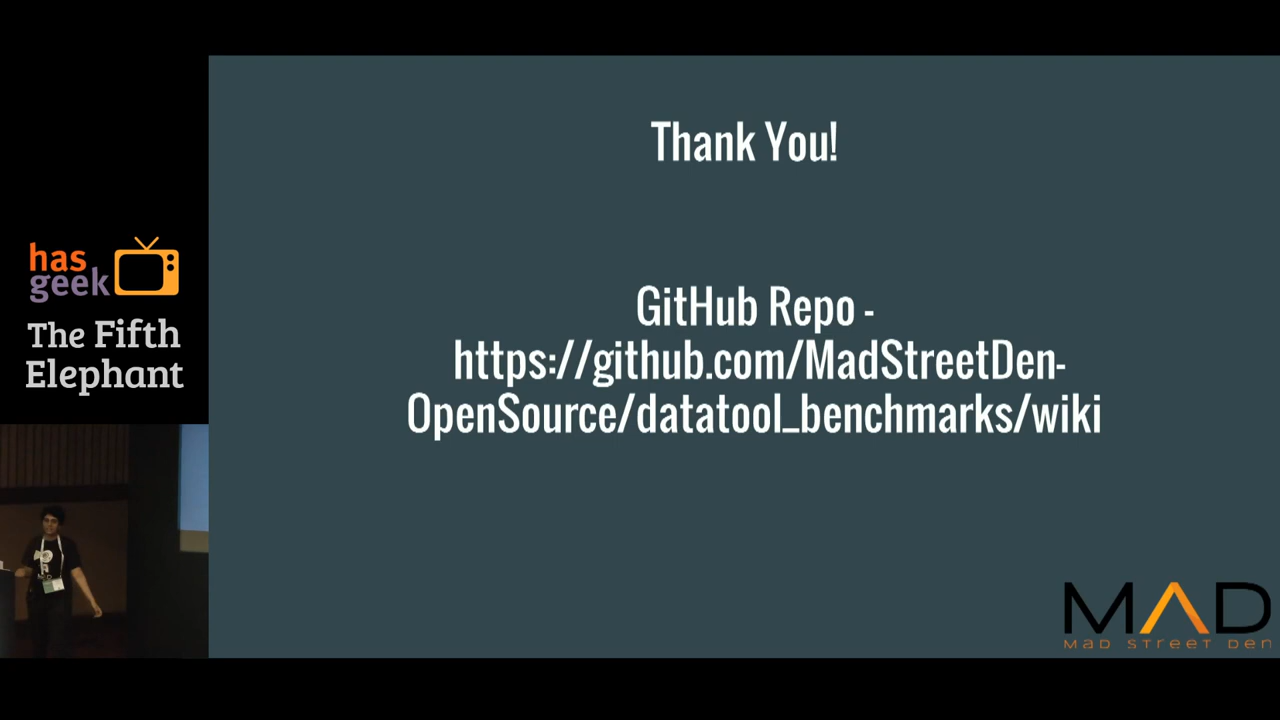 Thank You!
GitHub Repo -
https://github.com/MadStreetDen-
OpenSource/datatool_benchmarks/wiki
has
geek
The Fifth
Elephant
MAD
MAD STREET DEN